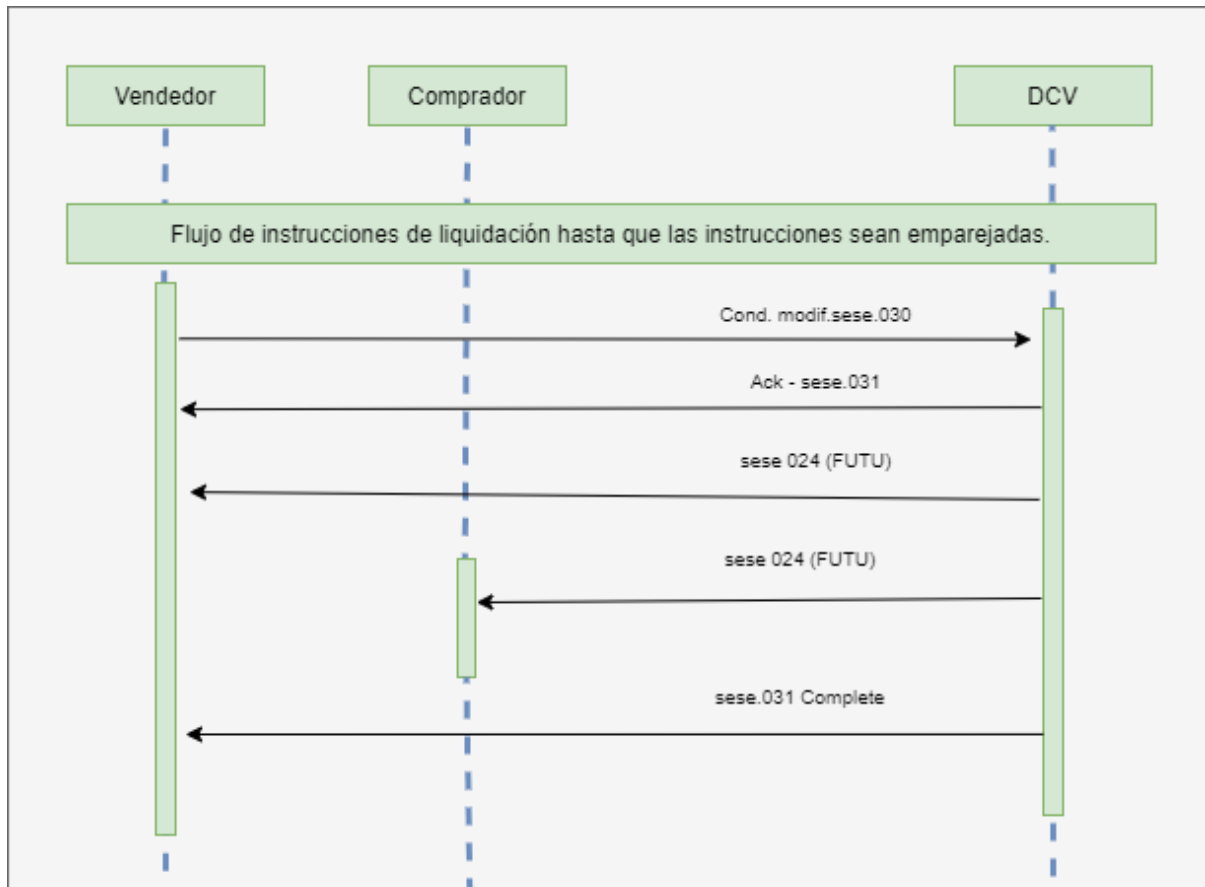 Vendedor
Comprador
DCV
Flujo de instrucciones de liquidación hasta que las instrucciones sean emparejadas.
Cond. modif.sese.030
Ack - sese.031
sese 024 (FUTU)
sese 024 (FUTU)
sese.031 Complete